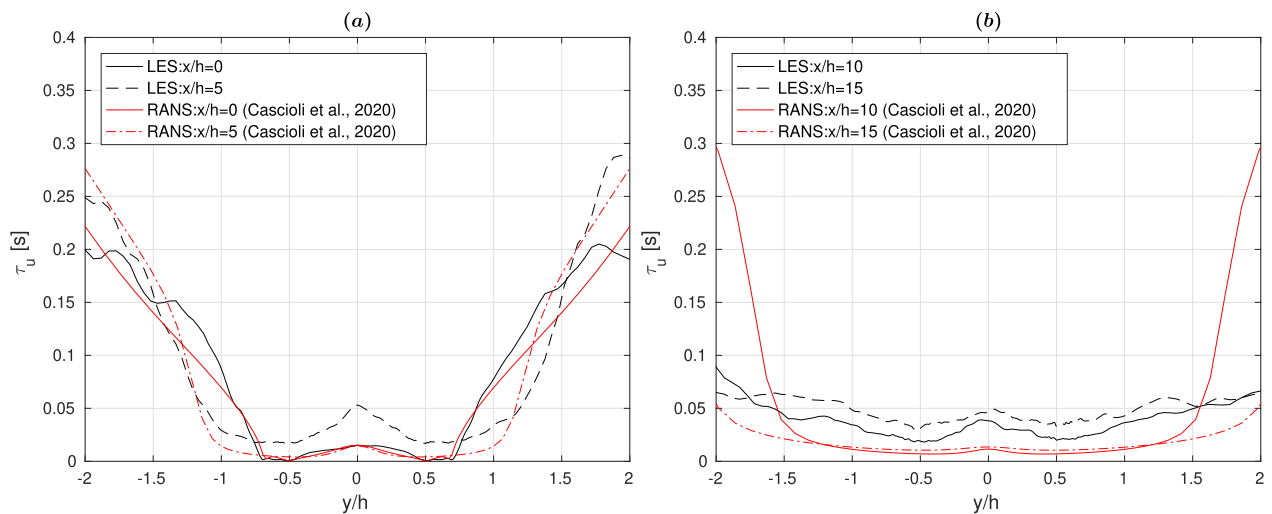 (a)
0.4
0.35
0.3
0.25
0.2
0.15
0.1
0.05
0
τu [s]
LES:x/h=0
LES:x/h=5
RANS:x/h=0 (Cascioli et al., 2020)
RANS:x/h=5 (Cascioli et al., 2020)
-2 -1.5 -1 -0.5 0 0.5 1 1.5 2
y/h
(b)
0.4
0.35
0.3
0.25
0.2
0.15
0.1
0.05
0
τu [s]
LES:x/h=10
LES:x/h=15
RANS:x/h=10 (Cascioli et al., 2020)
RANS:x/h=15 (Cascioli et al., 2020)
-2 -1.5 -1 -0.5 0 0.5 1 1.5 2
y/h